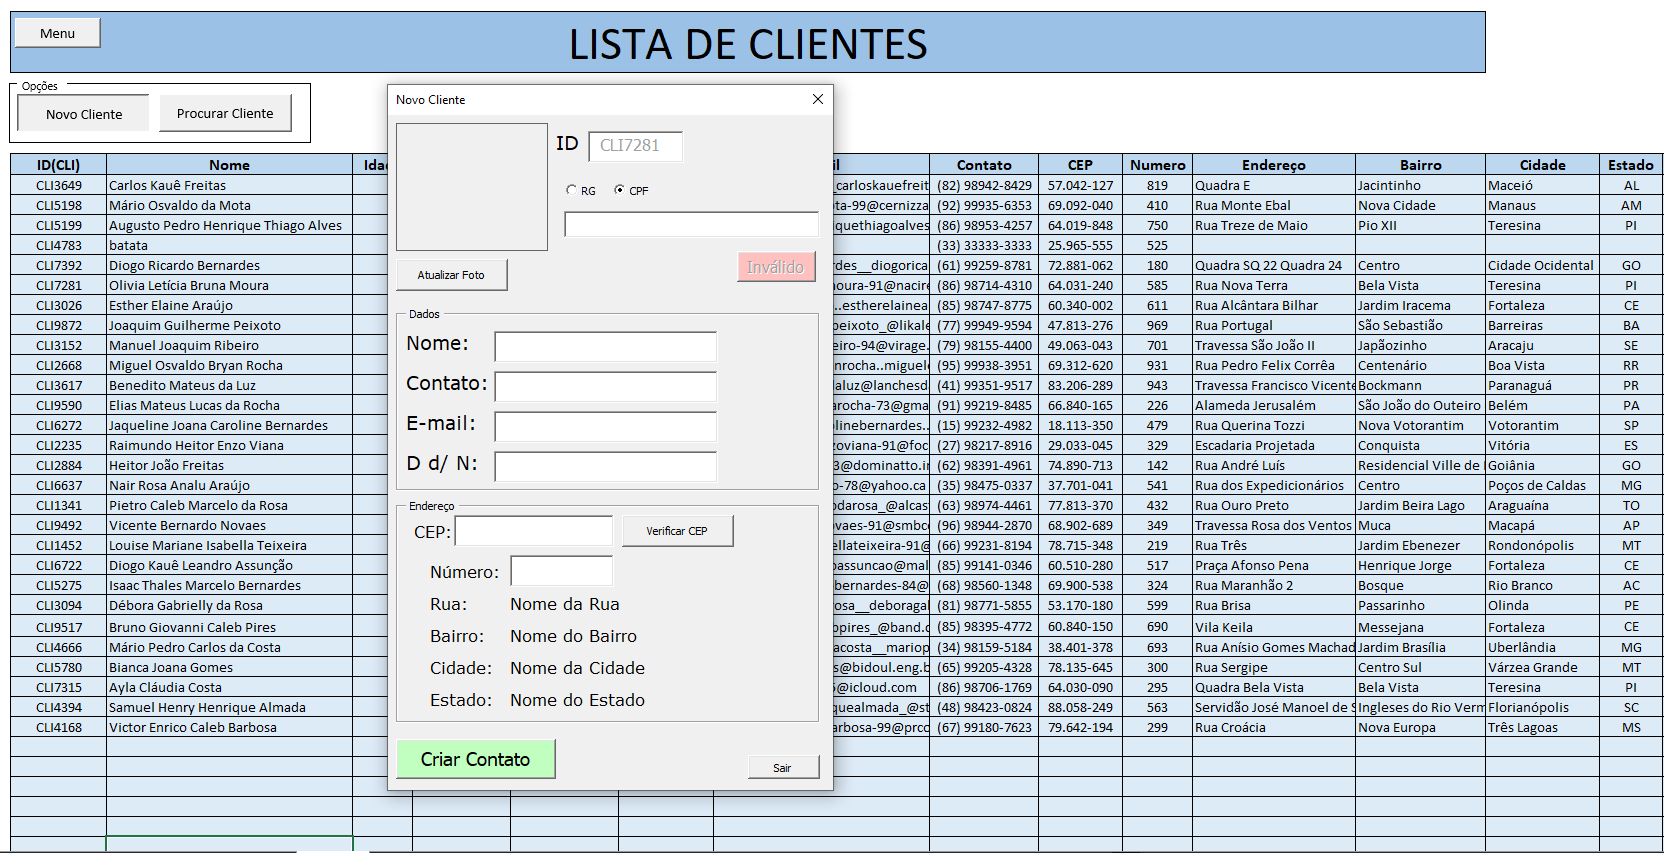 Menu
LISTA DE CLIENTES
Opções
Novo Cliente Procurar Cliente
ID(CLI) Nome Contato CEP Numero Endereço Bairro Cidade Estado
CLI3649 Carlos Kauê Freitas _carloskauefreit (82) 98942-8429 57.042-127 819 Quadra E Jacintinho Maceió AL
CLI5198 Mário Osvaldo da Mota ota-99@cernizza (92) 99935-6353 69.092-040 410 Rua Monte Ebal Nova Cidade Manaus AM
CLI5199 Augusto Pedro Henrique Thiago Alves quethiagoalves (86) 98953-4257 64.019-848 750 Rua Treze de Maio Pio XII Teresina PI
CLI4783 batata (33) 33333-3333 25.965-555 525
CLI7392 Diogo Ricardo Bernardes rdes__diogorica (61) 99259-8781 72.881-062 180 Quadra SQ 22 Quadra 24 Centro Cidade Ocidental GO
CLI7281 Olivia Letícia Bruna Moura noura-91@nacire (86) 98714-4310 64.031-240 585 Rua Nova Terra Bela Vista Teresina PI
CLI3026 Esther Elaine Araújo ..estherelainea (85) 98747-8775 60.340-002 611 Rua Alcântara Bilhar Jardim Iracema Fortaleza CE
CLI9872 Joaquim Guilherme Peixoto peixoto_@likale (77) 99949-9594 47.813-276 969 Rua Portugal São Sebastião Barreiras BA
CLI3152 Manuel Joaquim Ribeiro eiro-94@virage. (79) 98155-4400 49.063-043 701 Travessa São João II Japãozinho Aracaju SE
CLI2668 Miguel Osvaldo Bryan Rocha nrocha..miguel (95) 99938-3951 69.312-620 931 Rua Pedro Felix Corrêa Centenário Boa Vista RR
CLI3617 Benedito Mateus da Luz daluz@lanchesd (41) 99351-9517 83.206-289 943 Travessa Francisco Vicente Bockmann Paranaguá PR
CLI9590 Elias Mateus Lucas da Rocha arocha-73@gma (91) 99219-8485 66.840-165 226 Alameda Jerusalém São João do Outeiro Belém PA
CLI6272 Jaqueline Joana Caroline Bernardes olinebernardes.. (15) 99232-4982 18.113-350 479 Rua Querina Tozzi Nova Votorantim Votorantim SP
CLI2235 Raimundo Heitor Enzo Viana zoviana-91@foc (27) 98217-8916 29.033-045 329 Escadaria Projetada Conquista Vitória ES
CLI2884 Heitor João Freitas 3@dominatto.i (62) 98391-4961 74.890-713 142 Rua André Luís Residencial Ville de Goiânia GO
CLI6637 Nair Rosa Analu Araújo o-78@yahoo.ca (35) 98475-0337 37.701-041 541 Rua dos Expedicionários Centro Poços de Caldas MG
CLI1341 Pietro Caleb Marcelo da Rosa odarosa_@alcas (63) 98974-4461 77.813-370 432 Rua Ouro Preto Jardim Beira Lago Araguaína TO
CLI9492 Vicente Bernardo Novaes ovaes-91@smbc (96) 98944-2870 68.902-689 349 Travessa Rosa dos Ventos Muca Macapá AP
CLI1452 Louise Mariane Isabella Teixeira ellateixeira-91@ (66) 99231-8194 78.715-348 219 Rua Três Jardim Ebenezer Rondonópolis MT
CLI6722 Diogo Kauê Leandro Assunção oassuncao@mal (85) 99141-0346 60.510-280 517 Praça Afonso Pena Henrique Jorge Fortaleza CE
CLI5275 Isaac Thales Marcelo Bernardes bernardes-84@ (68) 98560-1348 69.900-538 324 Rua Maranhão 2 Bosque Rio Branco AC
CLI3094 Débora Gabrielly da Rosa rosa__deboragal (81) 98771-5855 53.170-180 599 Rua Brisa Passarinho Olinda PE
CLI9517 Bruno Giovanni Caleb Pires opires_@band.c (85) 98395-4772 60.840-150 690 Vila Keila Messejana Fortaleza CE
CLI4666 Mário Pedro Carlos da Costa acosta__mariop (34) 98159-5184 38.401-378 693 Rua Anísio Gomes Machad Jardim Brasília Uberlândia MG
CLI5780 Bianca Joana Gomes s@bidoul.eng.b (65) 99205-4328 78.135-645 300 Rua Sergipe Centro Sul Várzea Grande MT
CLI7315 Ayla Cláudia Costa @icloud.com (86) 98706-1769 64.030-090 295 Quadra Bela Vista Bela Vista Teresina PI
CLI4394 Samuel Henry Henrique Almada quealmada_@st (48) 98423-0824 88.058-249 563 Servidão José Manoel de S Ingleses do Rio Verm Florianópolis SC
CLI4168 Victor Enrico Caleb Barbosa arbosa-99@prco (67) 99180-7623 79.642-194 299 Rua Croácia Nova Europa Três Lagoas MS
Novo Cliente
ID CLI7281
RG CPF
Inválido
Atualizar Foto
Dados
Nome:
Contato:
E-mail:
D d/ N:
Endereço
CEP: Verificar CEP
Número:
Rua: Nome da Rua
Bairro: Nome do Bairro
Cidade: Nome da Cidade
Estado: Nome do Estado
Criar Contato
Sair